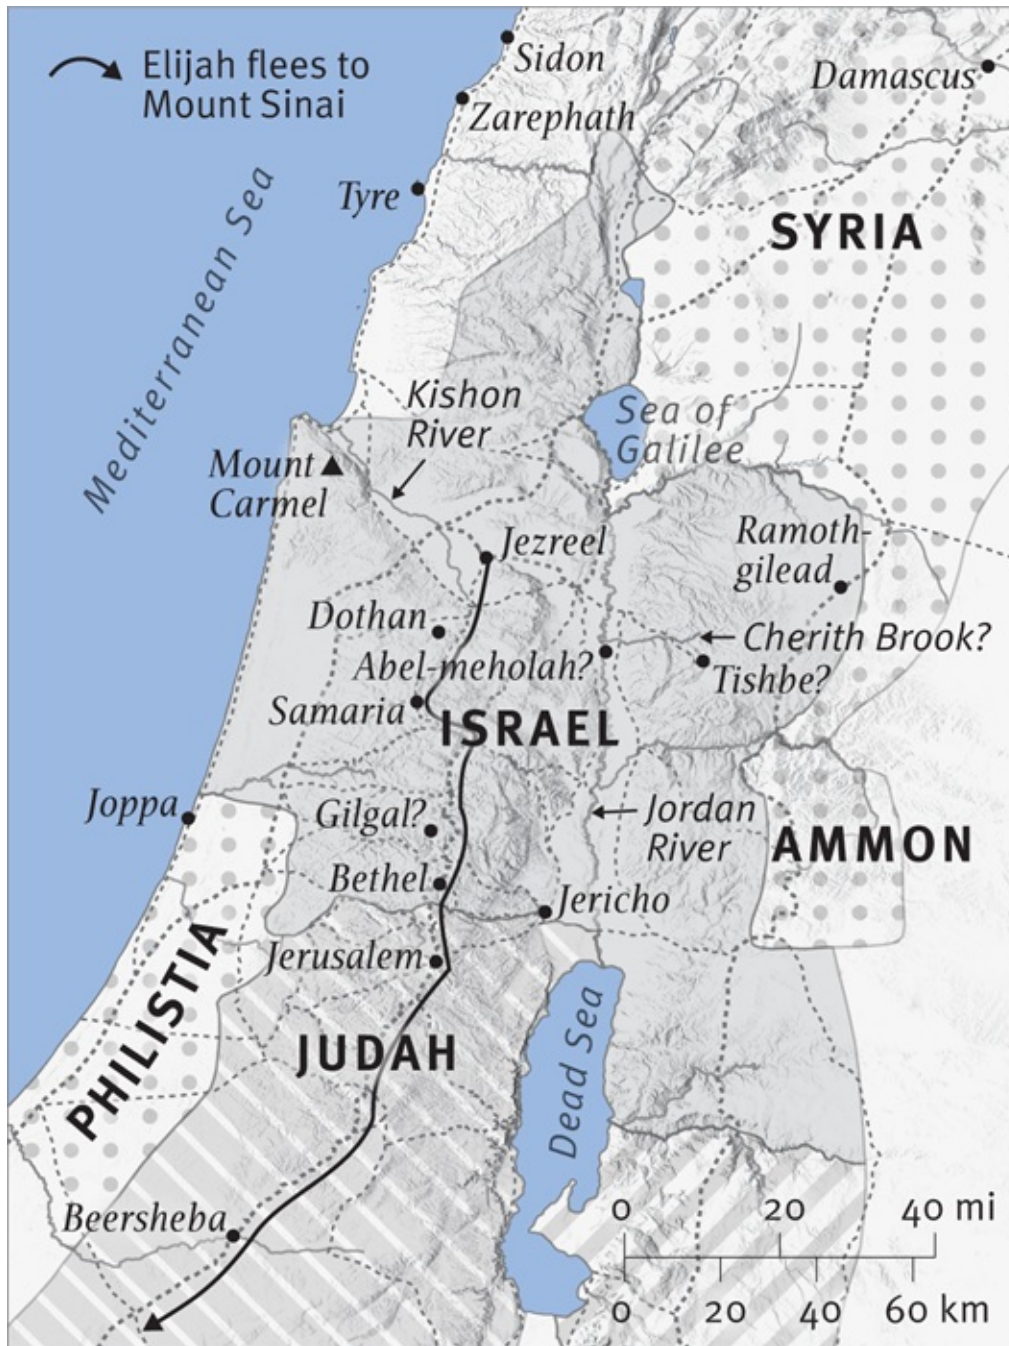 Elijah flees to
Mount Sinai
Sidon
Damascus
Zarephath
Tyre
SYRIA
Mediterranean Sea
Kishon
River
Sea of
Galilee
Mount
Carmel
Ramoth-
gilead
Jezreel
Dothan
Cherith Brook?
Abel-meholah?
Tishbe?
Samaria
ISRAEL
Joppa
Gilgal?
Jordan
River
AMMON
Bethel
Jericho
Jerusalem
PHILISTIA
JUDAH
Dead Sea
Beersheba
0 20 40 mi
0 20 40 60 km